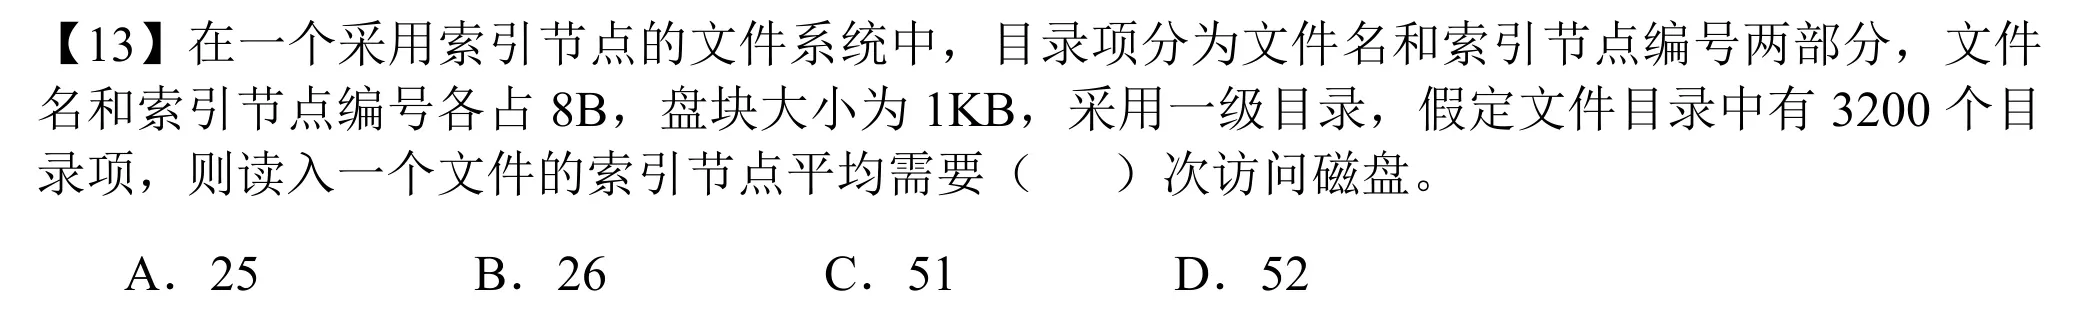 【13】在一个采用索引节点的文件系统中，目录项分为文件名和索引节点编号两部分，文件
名和索引节点编号各占 8B，盘块大小为 1KB，采用一级目录，假定文件目录中有 3200 个目
录项，则读入一个文件的索引节点平均需要（ ）次访问磁盘。
A．25 B．26 C．51 D．52